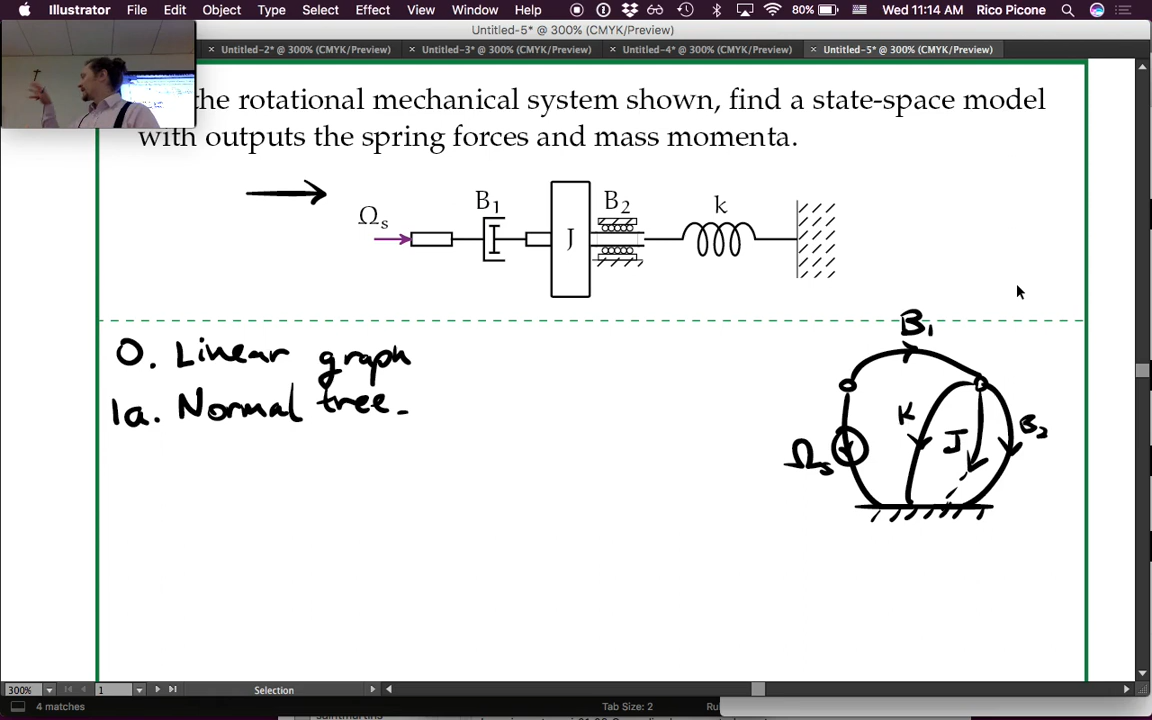 Illustrator File Edit Object Type Select Effect View Window Help 80% Wed 11:14 AM Rico Picone
Untitled-5* @ 300% (CMYK/Preview)
Untitled-2* @ 300% (CMYK/Preview) Untitled-3* @ 300% (CMYK/Preview) Untitled-4* @ 300% (CMYK/Preview) Untitled-5* @ 300% (CMYK/Preview)
the rotational mechanical system shown, find a state-space model
with outputs the spring forces and mass momenta.
Ωs B1 J B2 k
0. Linear graph
1a. Normal tree.
B1
K J B2
Ωs
300% 1 Selection
4 matches Tab Size: 2